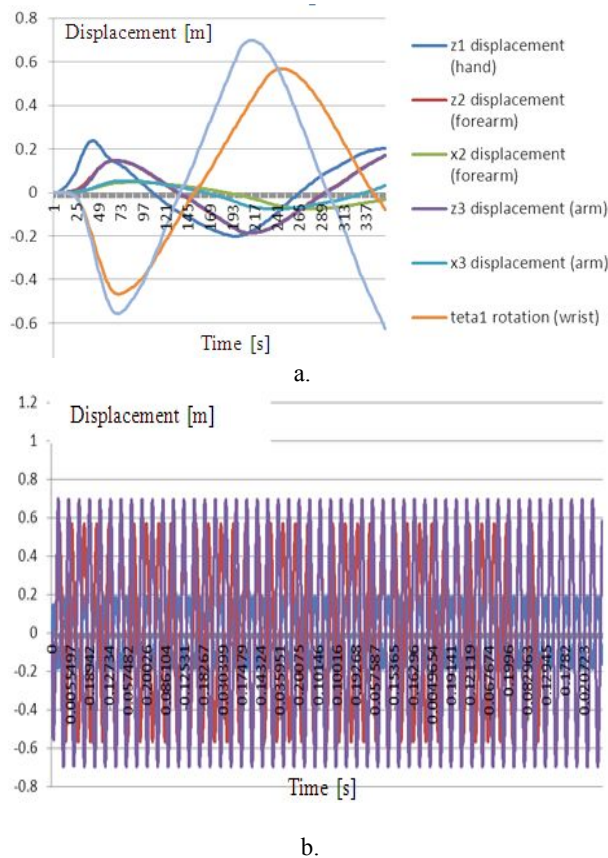 Displacement [m]
0.8
0.6
0.4
0.2
0
-0.2
-0.4
-0.6
1 25 49 73 97 121 145 169 193 217 241 265 289 313 337
Time [s]
z1 displacement
(hand)
z2 displacement
(forearm)
x2 displacement
(forearm)
z3 displacement (arm)
x3 displacement (arm)
teta1 rotation (wrist)
a.
Displacement [m]
1.2
1
0.8
0.6
0.4
0.2
0
-0.2
-0.4
-0.6
-0.8
0 0.0055497 0.18942 0.12734 0.057482 0.20026 0.086104 0.12531 0.18267 0.030399 0.17479 0.14324 0.035951 0.20075 0.10146 0.10016 0.19268 0.057387 0.15365 0.16296 0.0049654 0.19141 0.12119 -0.067674 0.1996 -0.082963 0.12945 0.1782 0.020723
Time [s]
b.